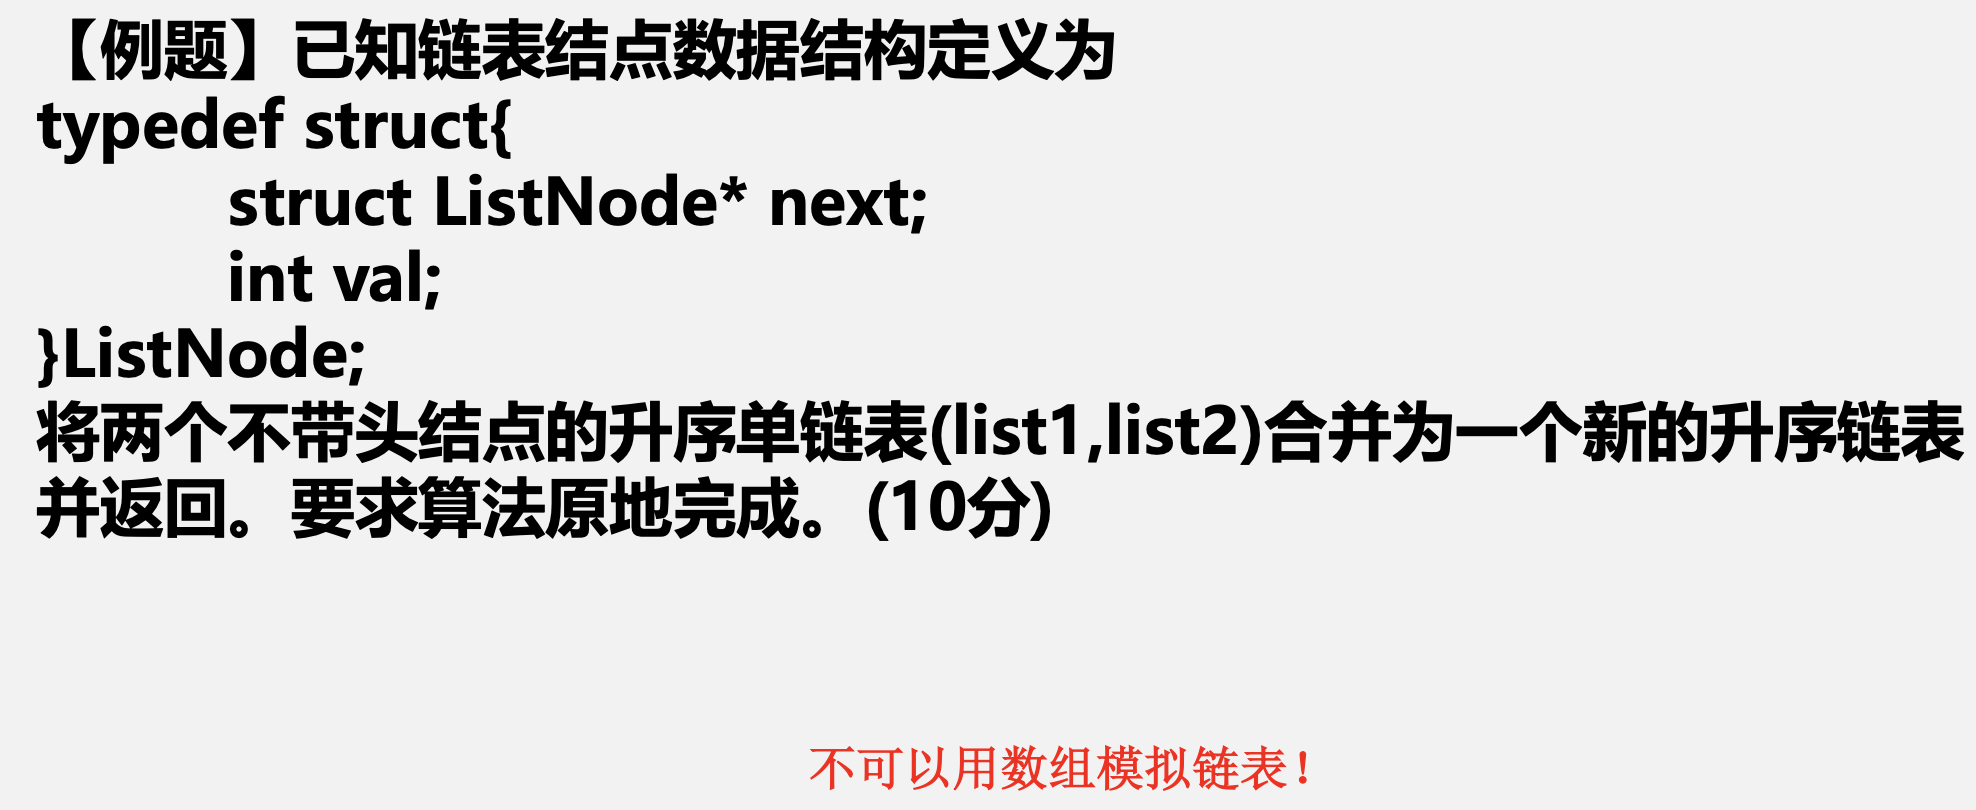 【例题】已知链表结点数据结构定义为
typedef struct{
struct ListNode* next;
int val;
}ListNode;
将两个不带头结点的升序单链表(list1,list2)合并为一个新的升序链表
并返回。要求算法原地完成。(10分)
不可以用数组模拟链表！